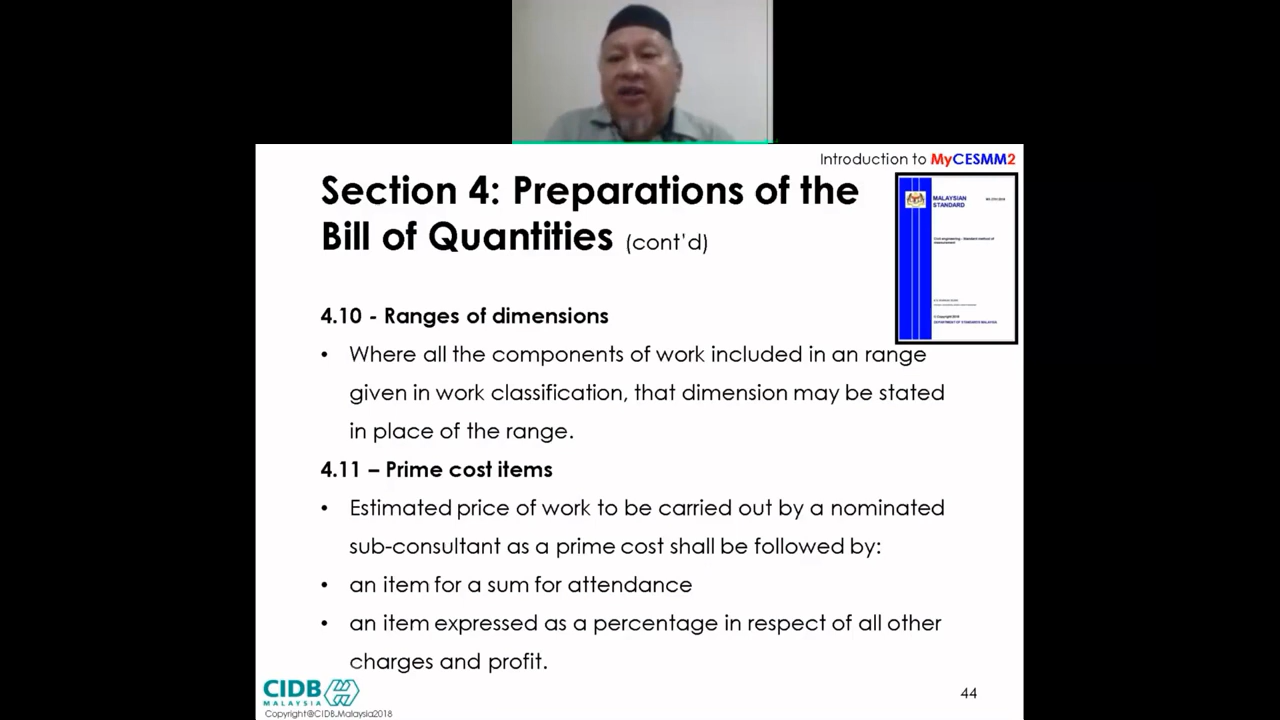 Introduction to MyCESMM2
Section 4: Preparations of the
Bill of Quantities (cont'd)
MALAYSIAN
STANDARD
4.10 - Ranges of dimensions
• Where all the components of work included in an range
given in work classification, that dimension may be stated
in place of the range.
4.11 – Prime cost items
• Estimated price of work to be carried out by a nominated
sub-consultant as a prime cost shall be followed by:
• an item for a sum for attendance
• an item expressed as a percentage in respect of all other
charges and profit.
CIDB
MALAYSIA
Copyright@CIDB.Malaysia2018
44